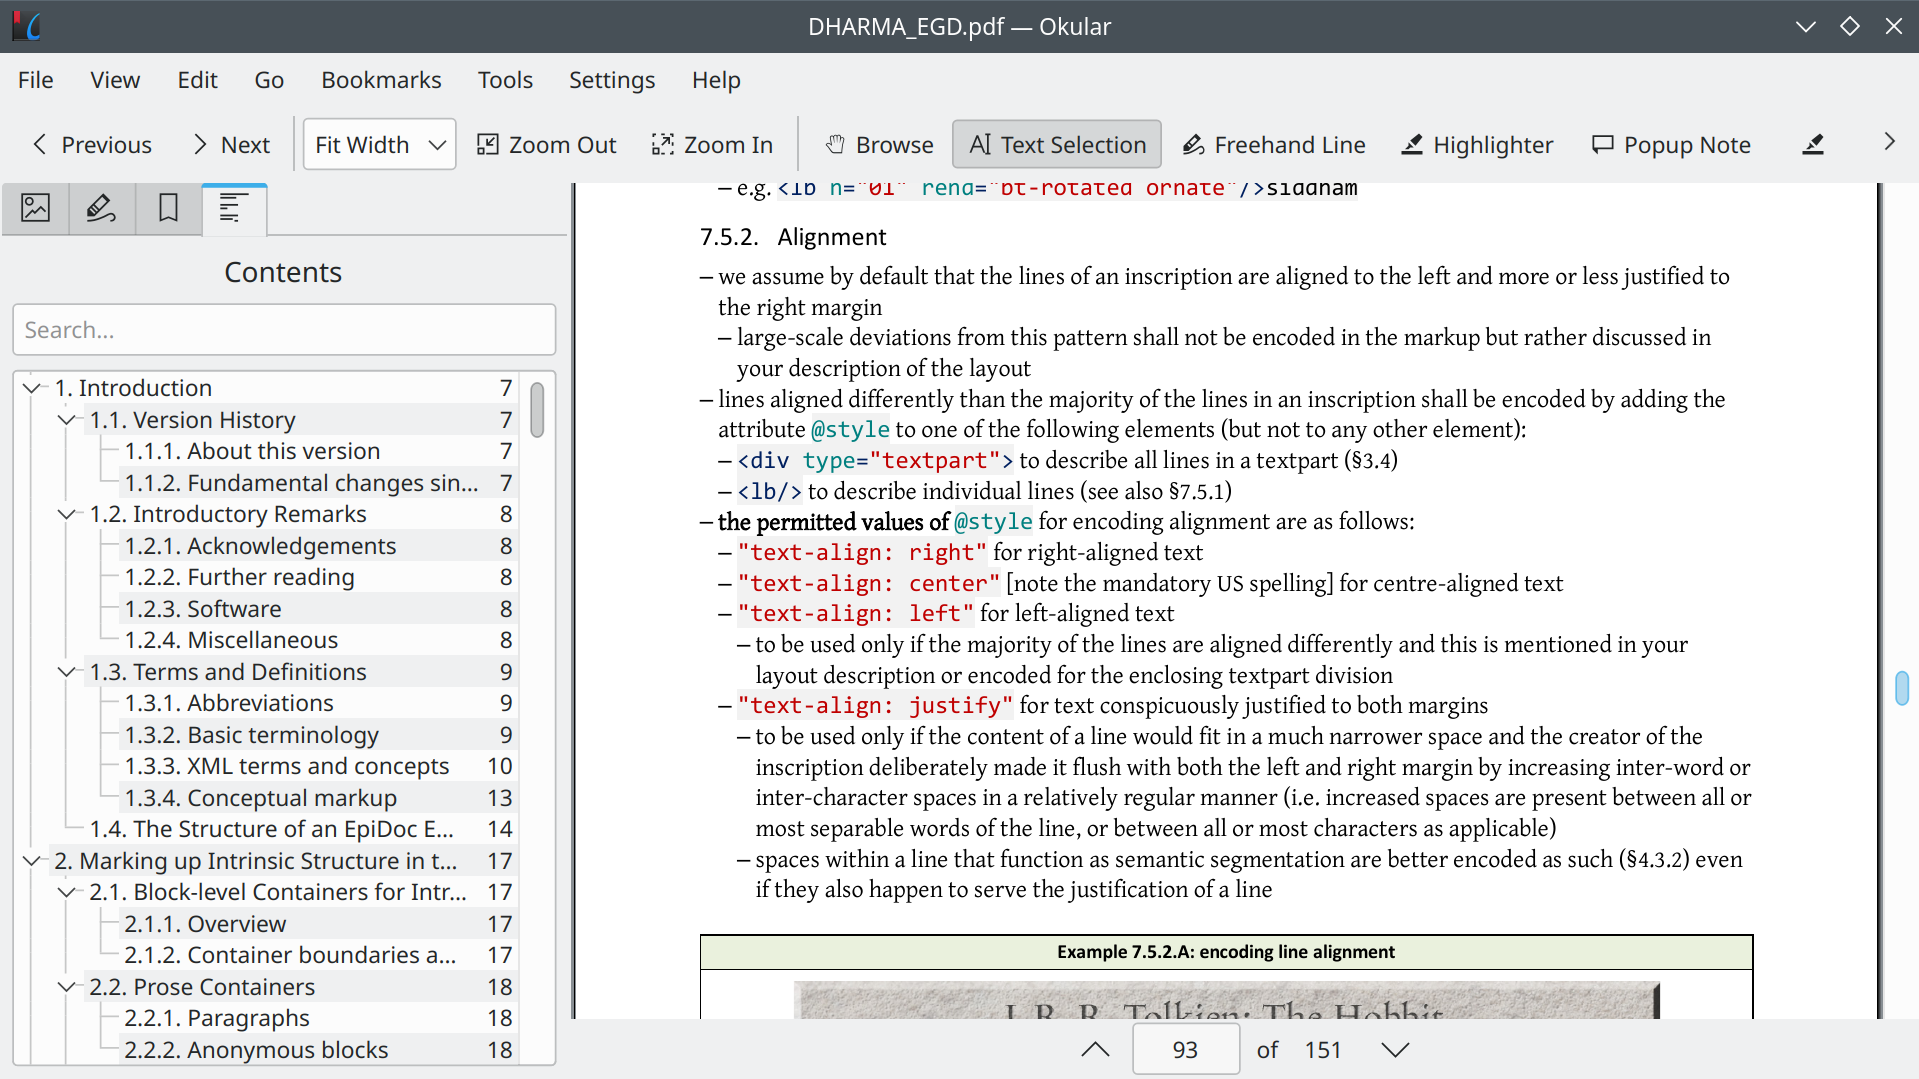 DHARMA_EGD.pdf — Okular
File View Edit Go Bookmarks Tools Settings Help
Previous Next Fit Width Zoom Out Zoom In Browse Text Selection Freehand Line Highlighter Popup Note
Contents
Search...
1. Introduction 7
1.1. Version History 7
1.1.1. About this version 7
1.1.2. Fundamental changes sin... 7
1.2. Introductory Remarks 8
1.2.1. Acknowledgements 8
1.2.2. Further reading 8
1.2.3. Software 8
1.2.4. Miscellaneous 8
1.3. Terms and Definitions 9
1.3.1. Abbreviations 9
1.3.2. Basic terminology 9
1.3.3. XML terms and concepts 10
1.3.4. Conceptual markup 13
1.4. The Structure of an EpiDoc E... 14
2. Marking up Intrinsic Structure in t... 17
2.1. Block-level Containers for Intr... 17
2.1.1. Overview 17
2.1.2. Container boundaries a... 17
2.2. Prose Containers 18
2.2.1. Paragraphs 18
2.2.2. Anonymous blocks 18
– e.g. <lb n="01" rend="bt-rotated ornate"/>siddham
7.5.2. Alignment
– we assume by default that the lines of an inscription are aligned to the left and more or less justified to
the right margin
– large-scale deviations from this pattern shall not be encoded in the markup but rather discussed in
your description of the layout
– lines aligned differently than the majority of the lines in an inscription shall be encoded by adding the
attribute @style to one of the following elements (but not to any other element):
– <div type="textpart"> to describe all lines in a textpart (§3.4)
– <lb/> to describe individual lines (see also §7.5.1)
– the permitted values of @style for encoding alignment are as follows:
– "text-align: right" for right-aligned text
– "text-align: center" [note the mandatory US spelling] for centre-aligned text
– "text-align: left" for left-aligned text
– to be used only if the majority of the lines are aligned differently and this is mentioned in your
layout description or encoded for the enclosing textpart division
– "text-align: justify" for text conspicuously justified to both margins
– to be used only if the content of a line would fit in a much narrower space and the creator of the
inscription deliberately made it flush with both the left and right margin by increasing inter-word or
inter-character spaces in a relatively regular manner (i.e. increased spaces are present between all or
most separable words of the line, or between all or most characters as applicable)
– spaces within a line that function as semantic segmentation are better encoded as such (§4.3.2) even
if they also happen to serve the justification of a line
Example 7.5.2.A: encoding line alignment
J. R. R. Tolkien: The Hobbit
93 of 151